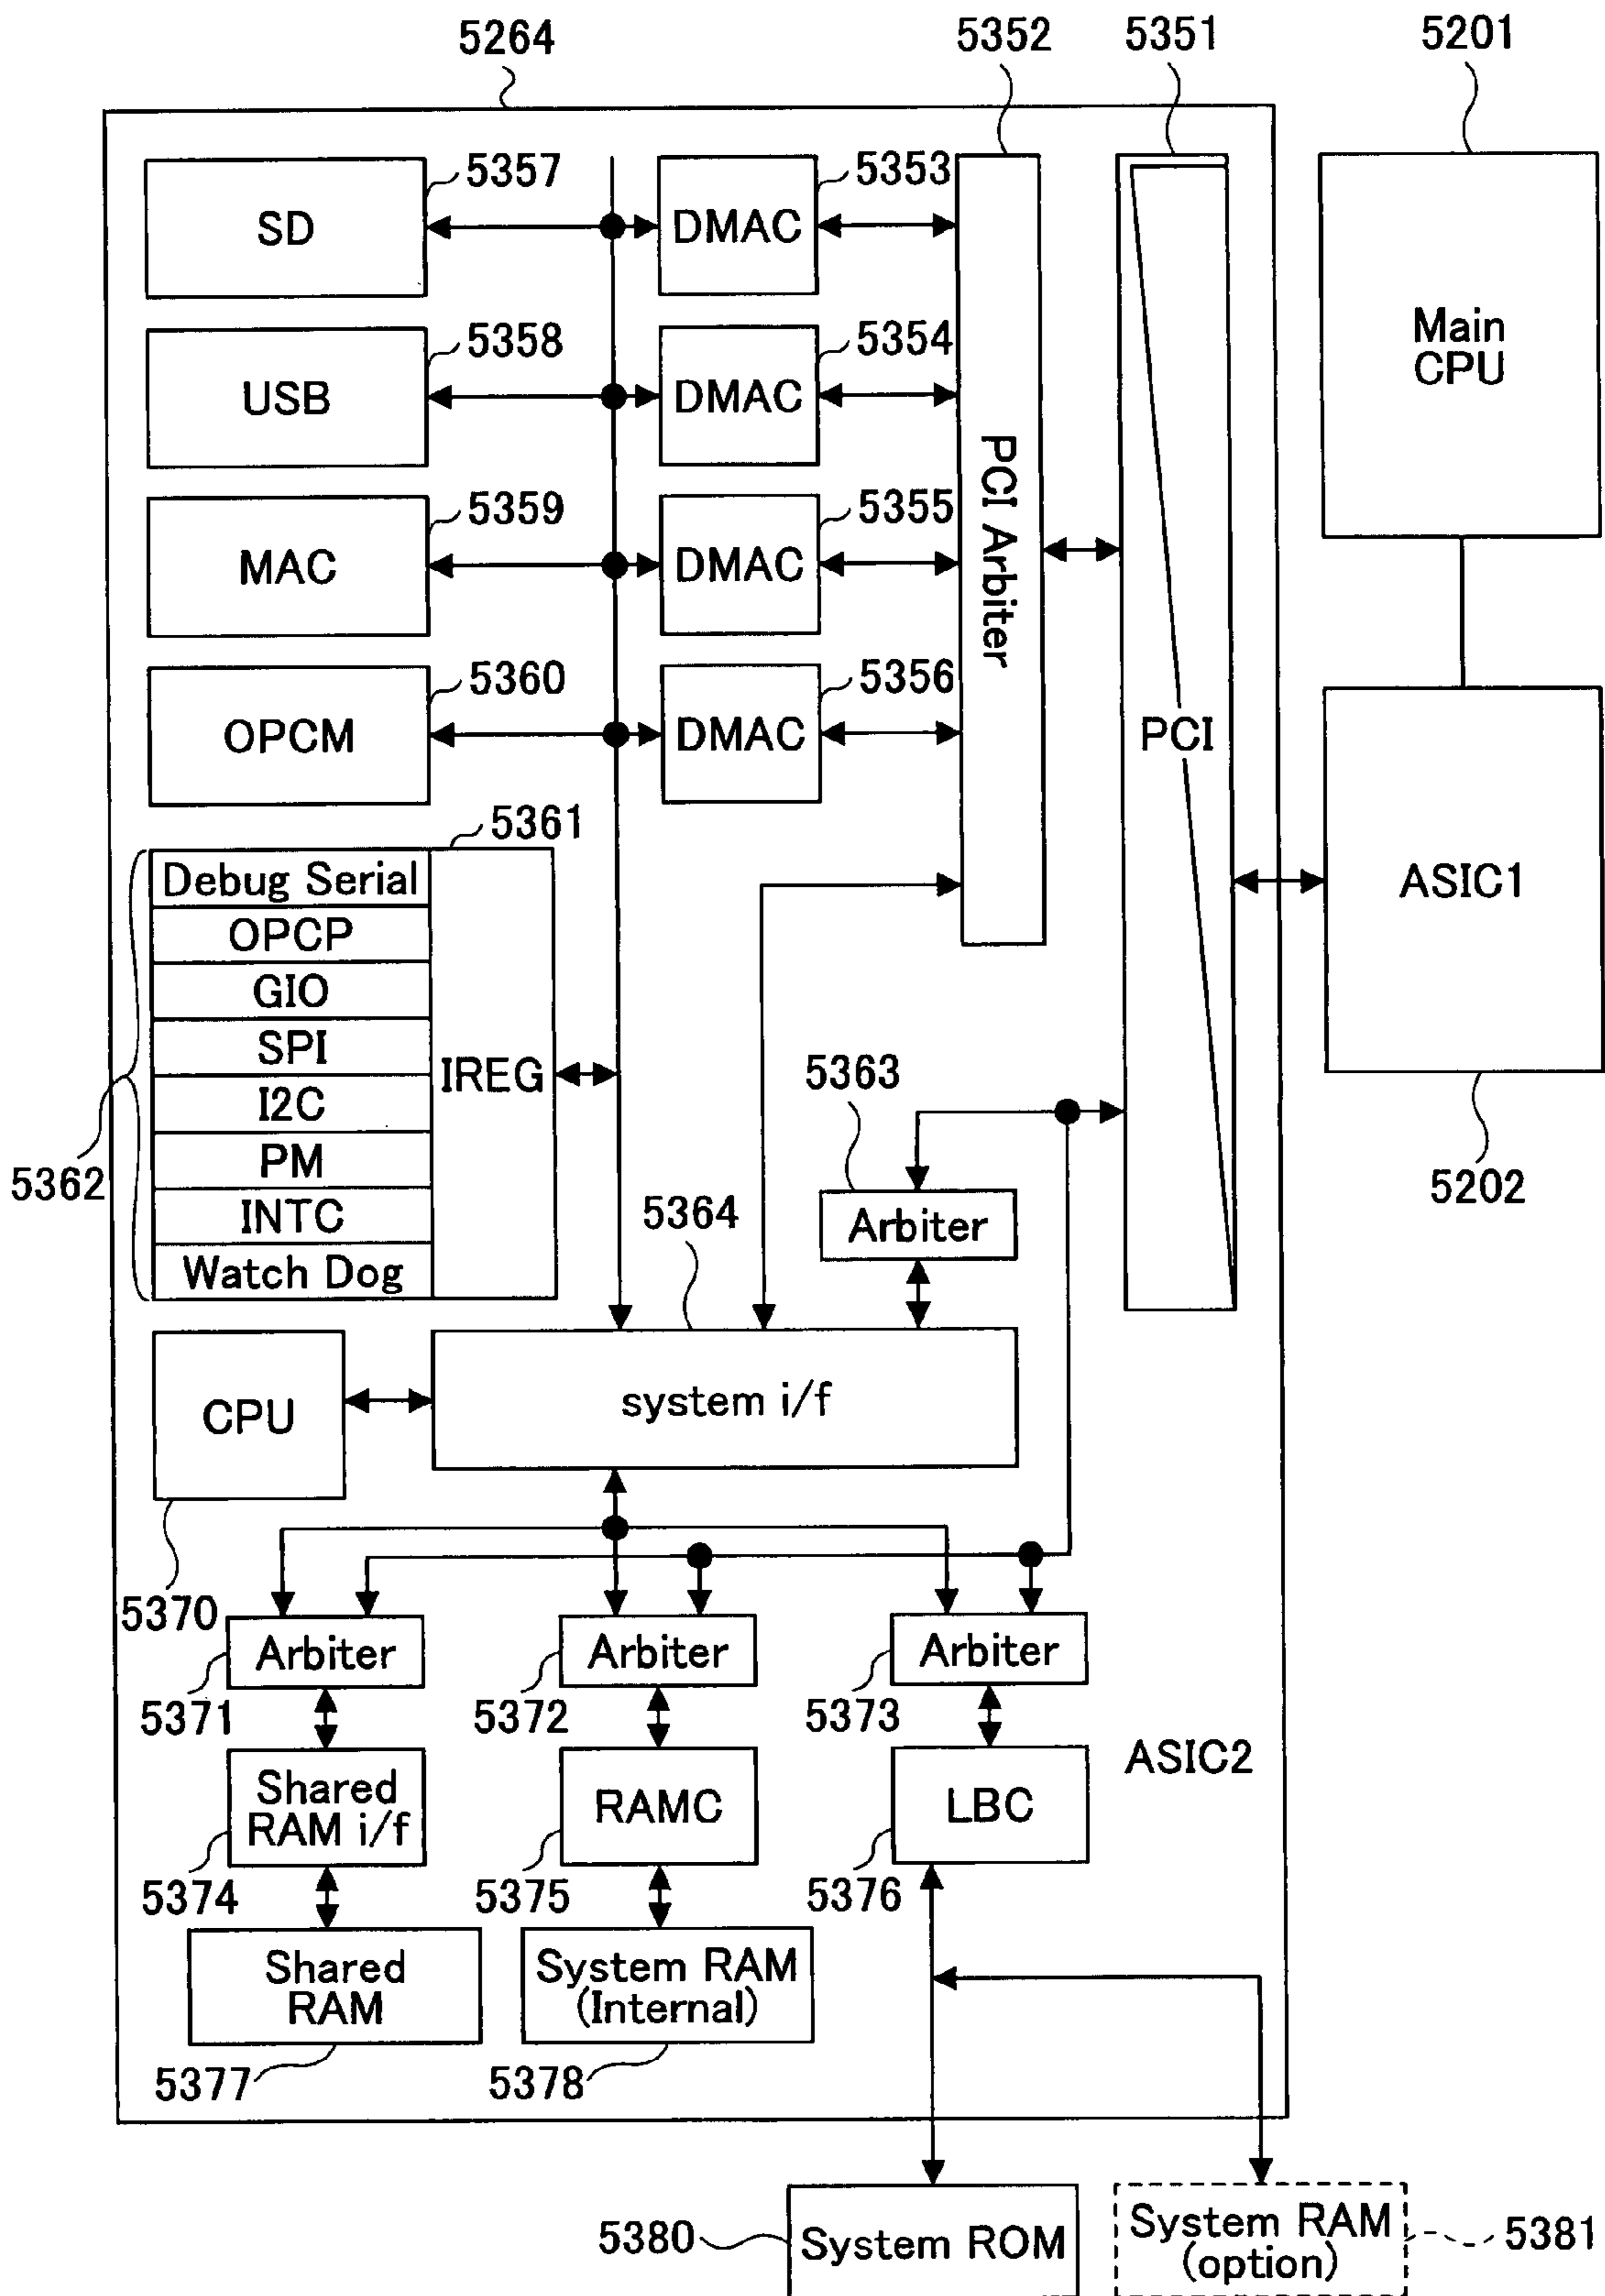 5264
5352
5351
5201
SD
5357
DMAC
5353
USB
5358
DMAC
5354
MAC
5359
DMAC
5355
OPCM
5360
DMAC
5356
PCI Arbiter
PCI
Main
CPU
ASIC1
5202
5361
Debug Serial
OPCP
GIO
SPI
I2C
PM
INTC
Watch Dog
IREG
5362
5363
Arbiter
5364
system i/f
CPU
5370
Arbiter
5371
Arbiter
5372
Arbiter
5373
Shared
RAM i/f
5374
RAMC
5375
LBC
5376
ASIC2
Shared
RAM
5377
System RAM
(Internal)
5378
5380
System ROM
System RAM
(option)
5381